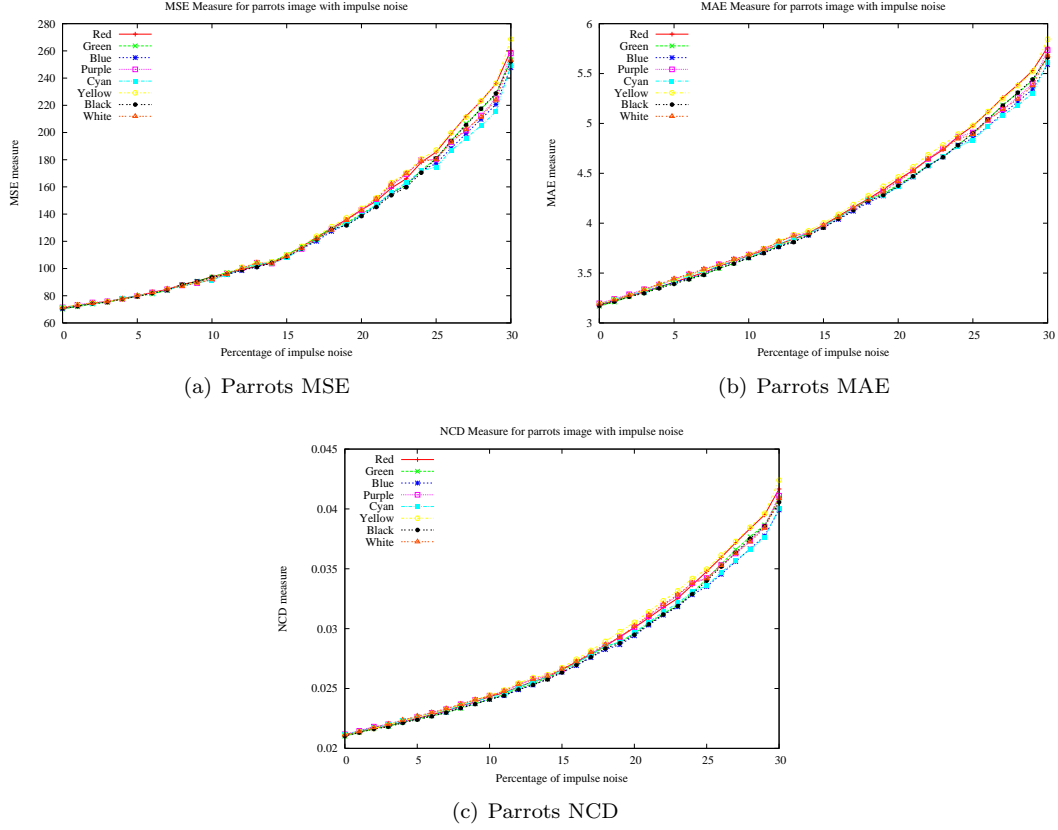 MSE Measure for parrots image with impulse noise
MSE measure
280
260
240
220
200
180
160
140
120
100
80
60
Red
Green
Blue
Purple
Cyan
Yellow
Black
White
0 5 10 15 20 25 30
Percentage of impulse noise
(a) Parrots MSE
MAE Measure for parrots image with impulse noise
MAE measure
6
5.5
5
4.5
4
3.5
3
Red
Green
Blue
Purple
Cyan
Yellow
Black
White
0 5 10 15 20 25 30
Percentage of impulse noise
(b) Parrots MAE
NCD Measure for parrots image with impulse noise
NCD measure
0.045
0.04
0.035
0.03
0.025
0.02
Red
Green
Blue
Purple
Cyan
Yellow
Black
White
0 5 10 15 20 25 30
Percentage of impulse noise
(c) Parrots NCD